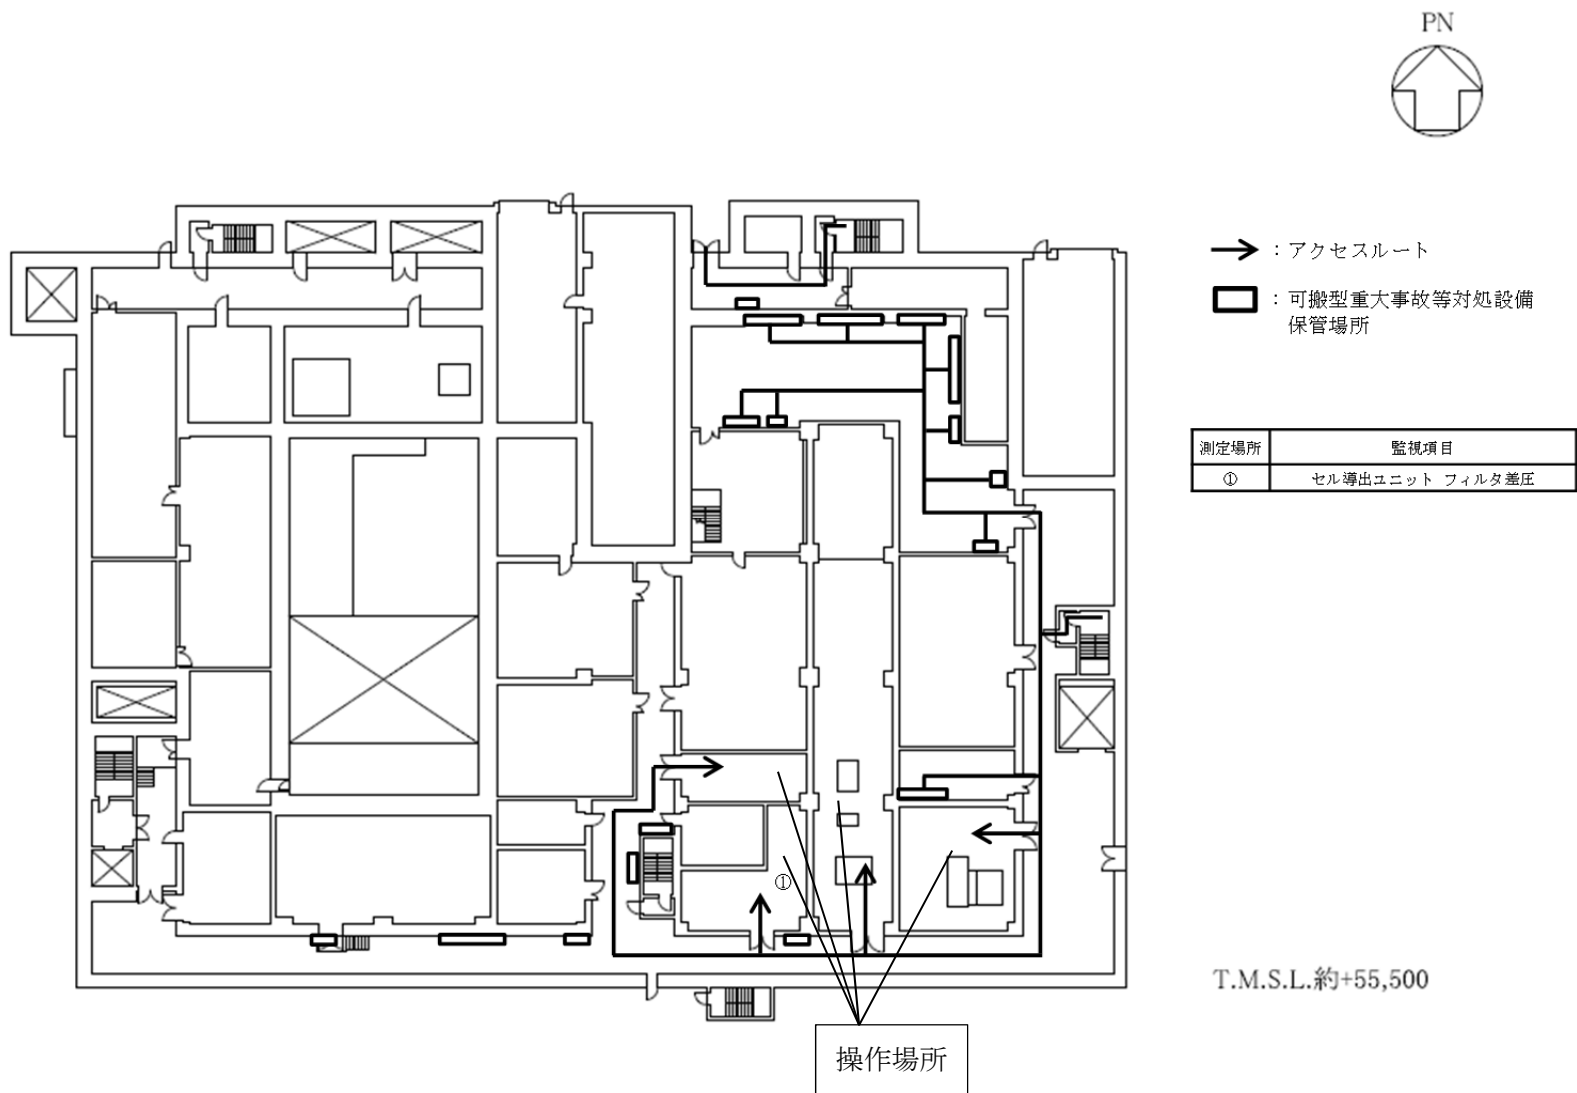 PN
：アクセスルート
：可搬型重大事故等対処設備
保管場所
測定場所 監視項目
① セル導出ユニット フィルタ差圧
①
T.M.S.L.約+55,500
操作場所